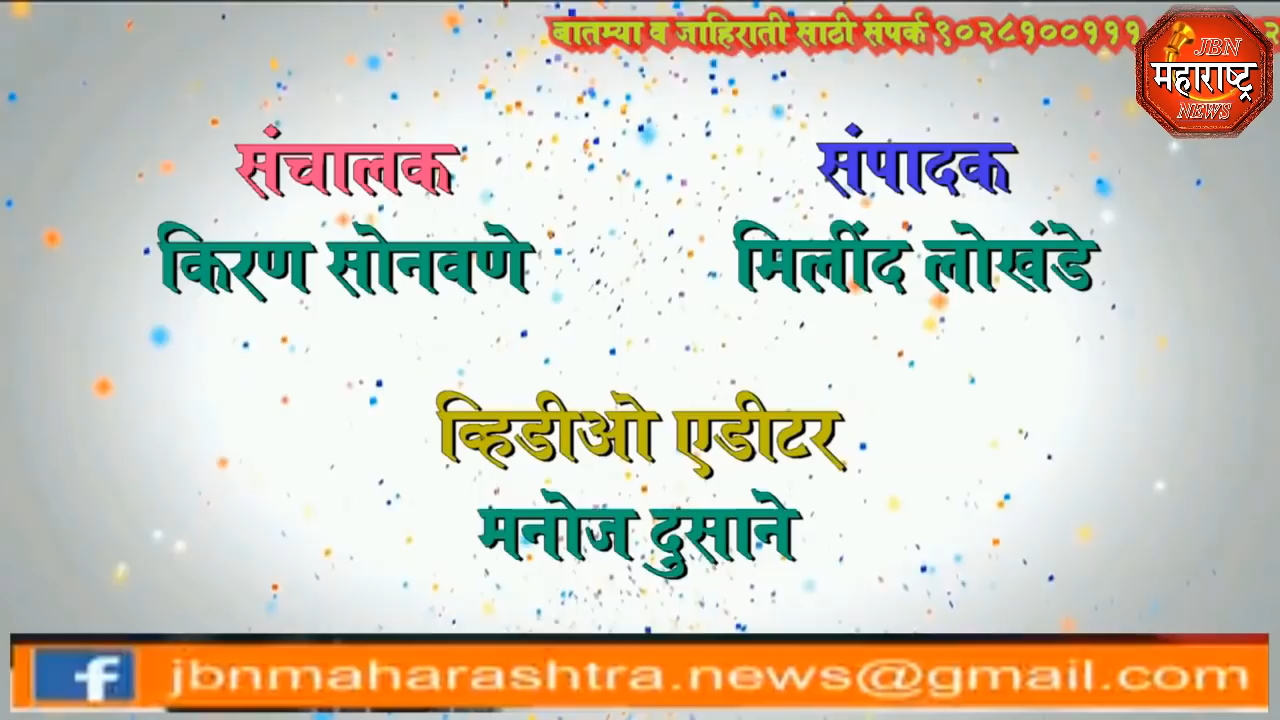 बातम्या व जाहिराती साठी संपर्क ९०२८१००१११
JBN
महाराष्ट्र
NEWS
संचालक
किरण सोनवणे
संपादक
मिलींद लोखंडे
व्हिडीओ एडीटर
मनोज दुसाने
f jbnmaharashtra.news@gmail.com